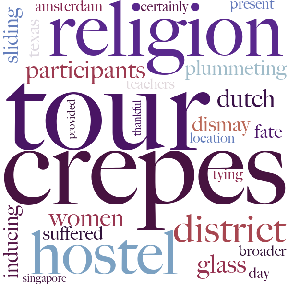 amsterdam certainly present
sliding texas religion
participants plummeting
teachers dutch
tour
provided thankful dismay fate
location
crepes
tying
inducing women district
suffered broader
hostel glass day
singapore